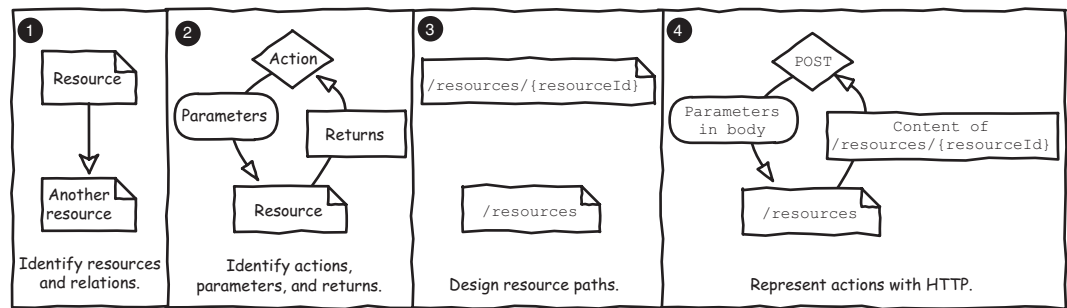 1
Resource
Another
resource
Identify resources
and relations.
2
Action
Parameters
Returns
Resource
Identify actions,
parameters, and returns.
3
/resources/{resourceId}
/resources
Design resource paths.
4
POST
Parameters
in body
Content of
/resources/{resourceId}
/resources
Represent actions with HTTP.